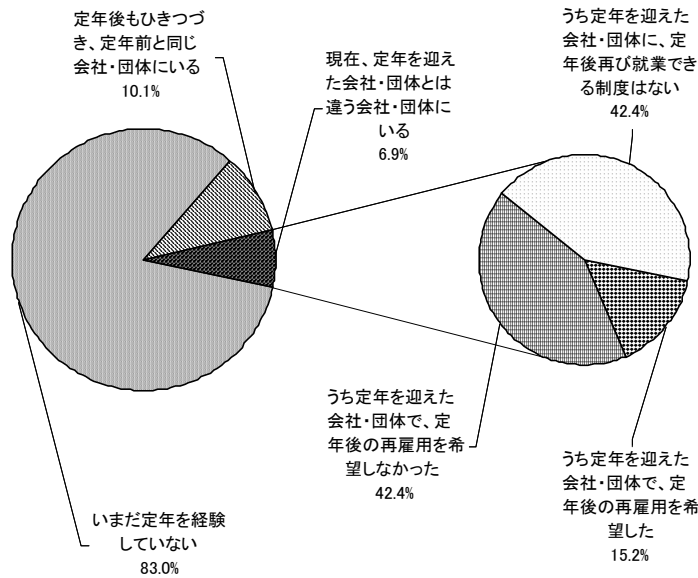 定年後もひきつづ
き、定年前と同じ
会社・団体にいる
10.1%
現在、定年を迎え
た会社・団体とは
違う会社・団体に
いる
6.9%
うち定年を迎えた
会社・団体に、定
年後再び就業でき
る制度はない
42.4%
うち定年を迎えた
会社・団体で、定
年後の再雇用を希
望しなかった
42.4%
うち定年を迎えた
会社・団体で、定
年後の再雇用を希
望した
15.2%
いまだ定年を経験
していない
83.0%